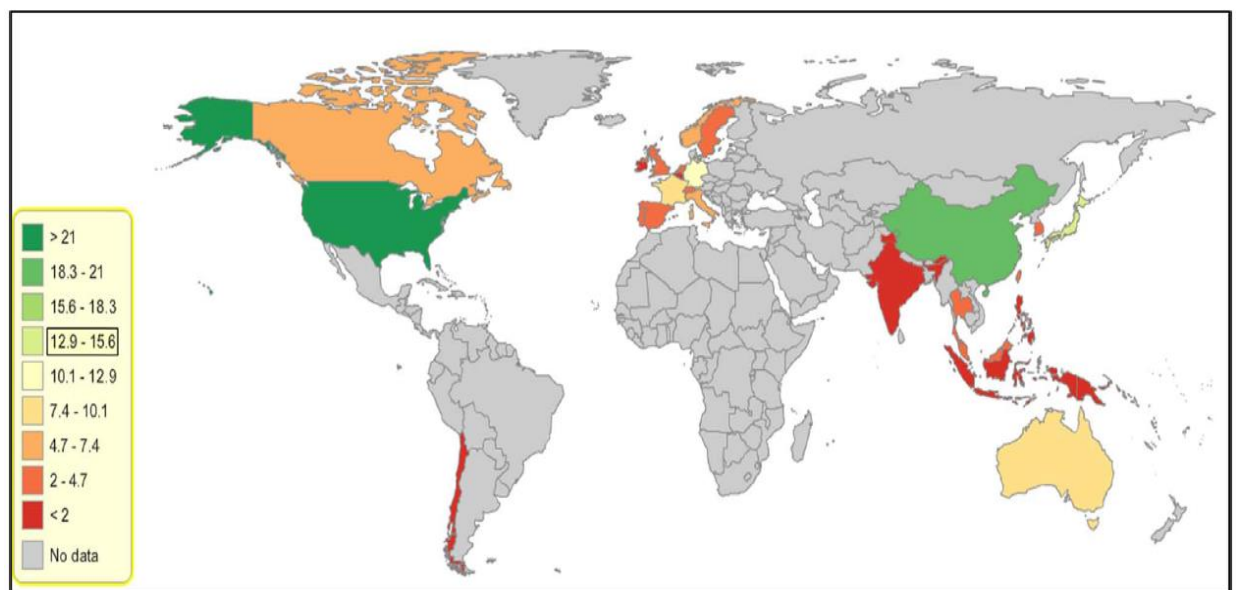 > 21
18.3 - 21
15.6 - 18.3
12.9 - 15.6
10.1 - 12.9
7.4 - 10.1
4.7 - 7.4
2 - 4.7
< 2
No data